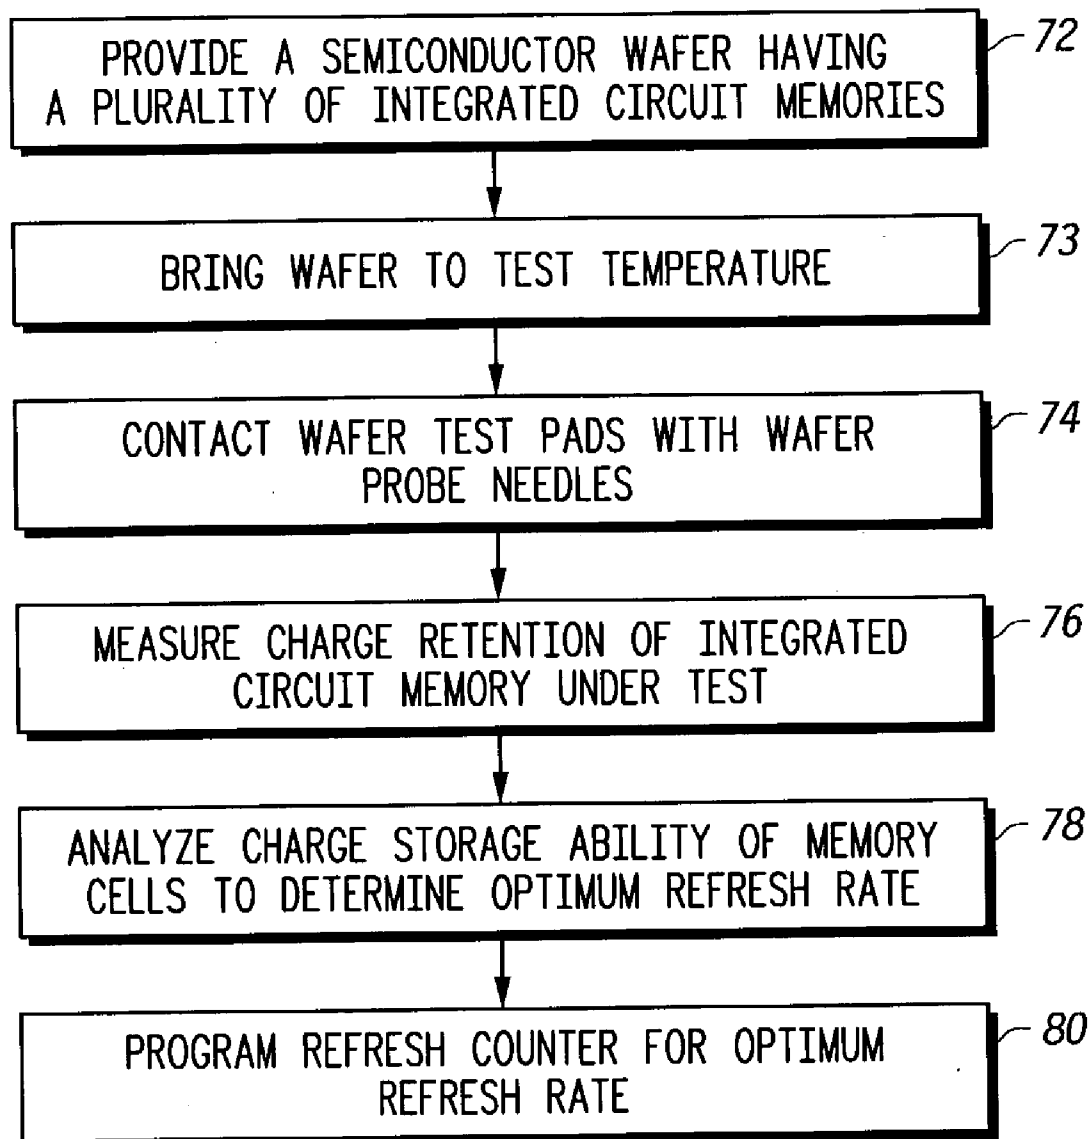 PROVIDE A SEMICONDUCTOR WAFER HAVING
A PLURALITY OF INTEGRATED CIRCUIT MEMORIES
72
BRING WAFER TO TEST TEMPERATURE
73
CONTACT WAFER TEST PADS WITH WAFER
PROBE NEEDLES
74
MEASURE CHARGE RETENTION OF INTEGRATED
CIRCUIT MEMORY UNDER TEST
76
ANALYZE CHARGE STORAGE ABILITY OF MEMORY
CELLS TO DETERMINE OPTIMUM REFRESH RATE
78
PROGRAM REFRESH COUNTER FOR OPTIMUM
REFRESH RATE
80